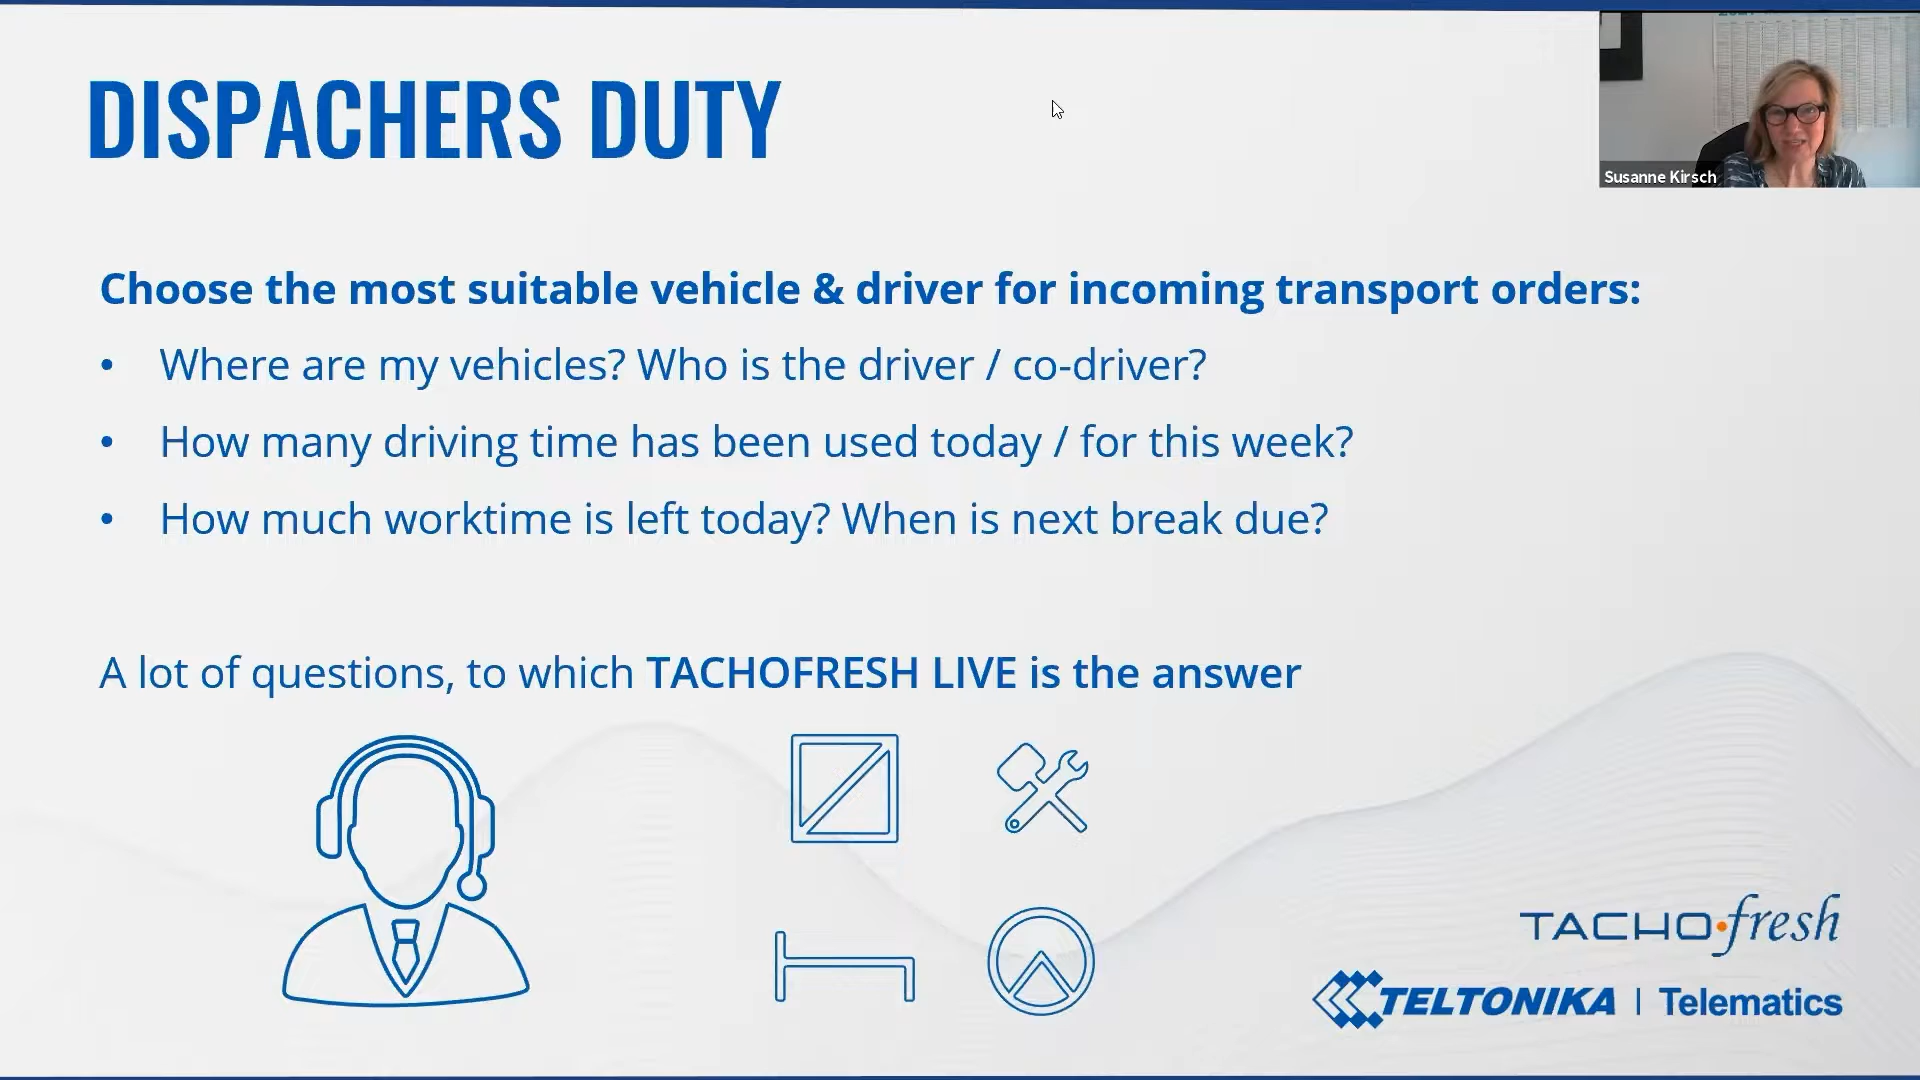 DISPACHERS DUTY
Susanne Kirsch
Choose the most suitable vehicle & driver for incoming transport orders:
• Where are my vehicles? Who is the driver / co-driver?
• How many driving time has been used today / for this week?
• How much worktime is left today? When is next break due?
A lot of questions, to which TACHOFRESH LIVE is the answer
TACHO•fresh
TELTONIKA | Telematics